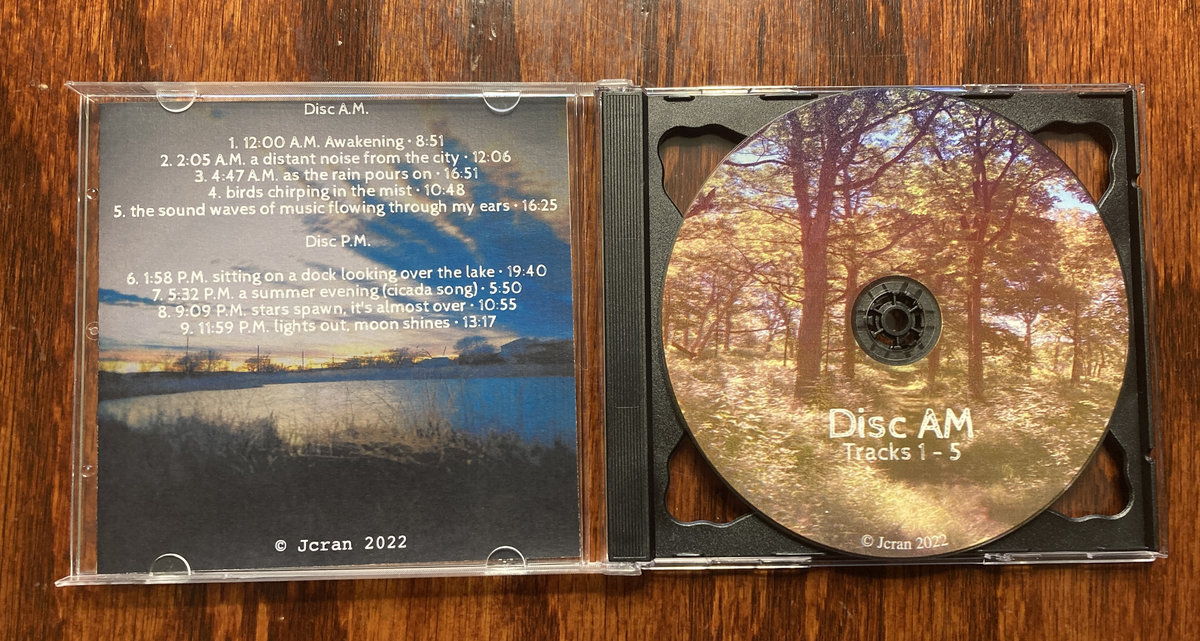 Disc A.M.
1. 12:00 A.M. Awakening • 8:51
2. 2:05 A.M. a distant noise from the city • 12:06
3. 4:47 A.M. as the rain pours on • 16:51
4. birds chirping in the mist • 10:48
5. the sound waves of music flowing through my ears • 16:25
Disc P.M.
6. 1:58 P.M. sitting on a dock looking over the lake • 19:40
7. 5:32 P.M. a summer evening (cicada song) • 5:50
8. 9:09 P.M. stars spawn, it's almost over • 10:55
9. 11:59 P.M. lights out, moon shines • 13:17
© Jcran 2022
Disc AM
Tracks 1 - 5
© Jcran 2022